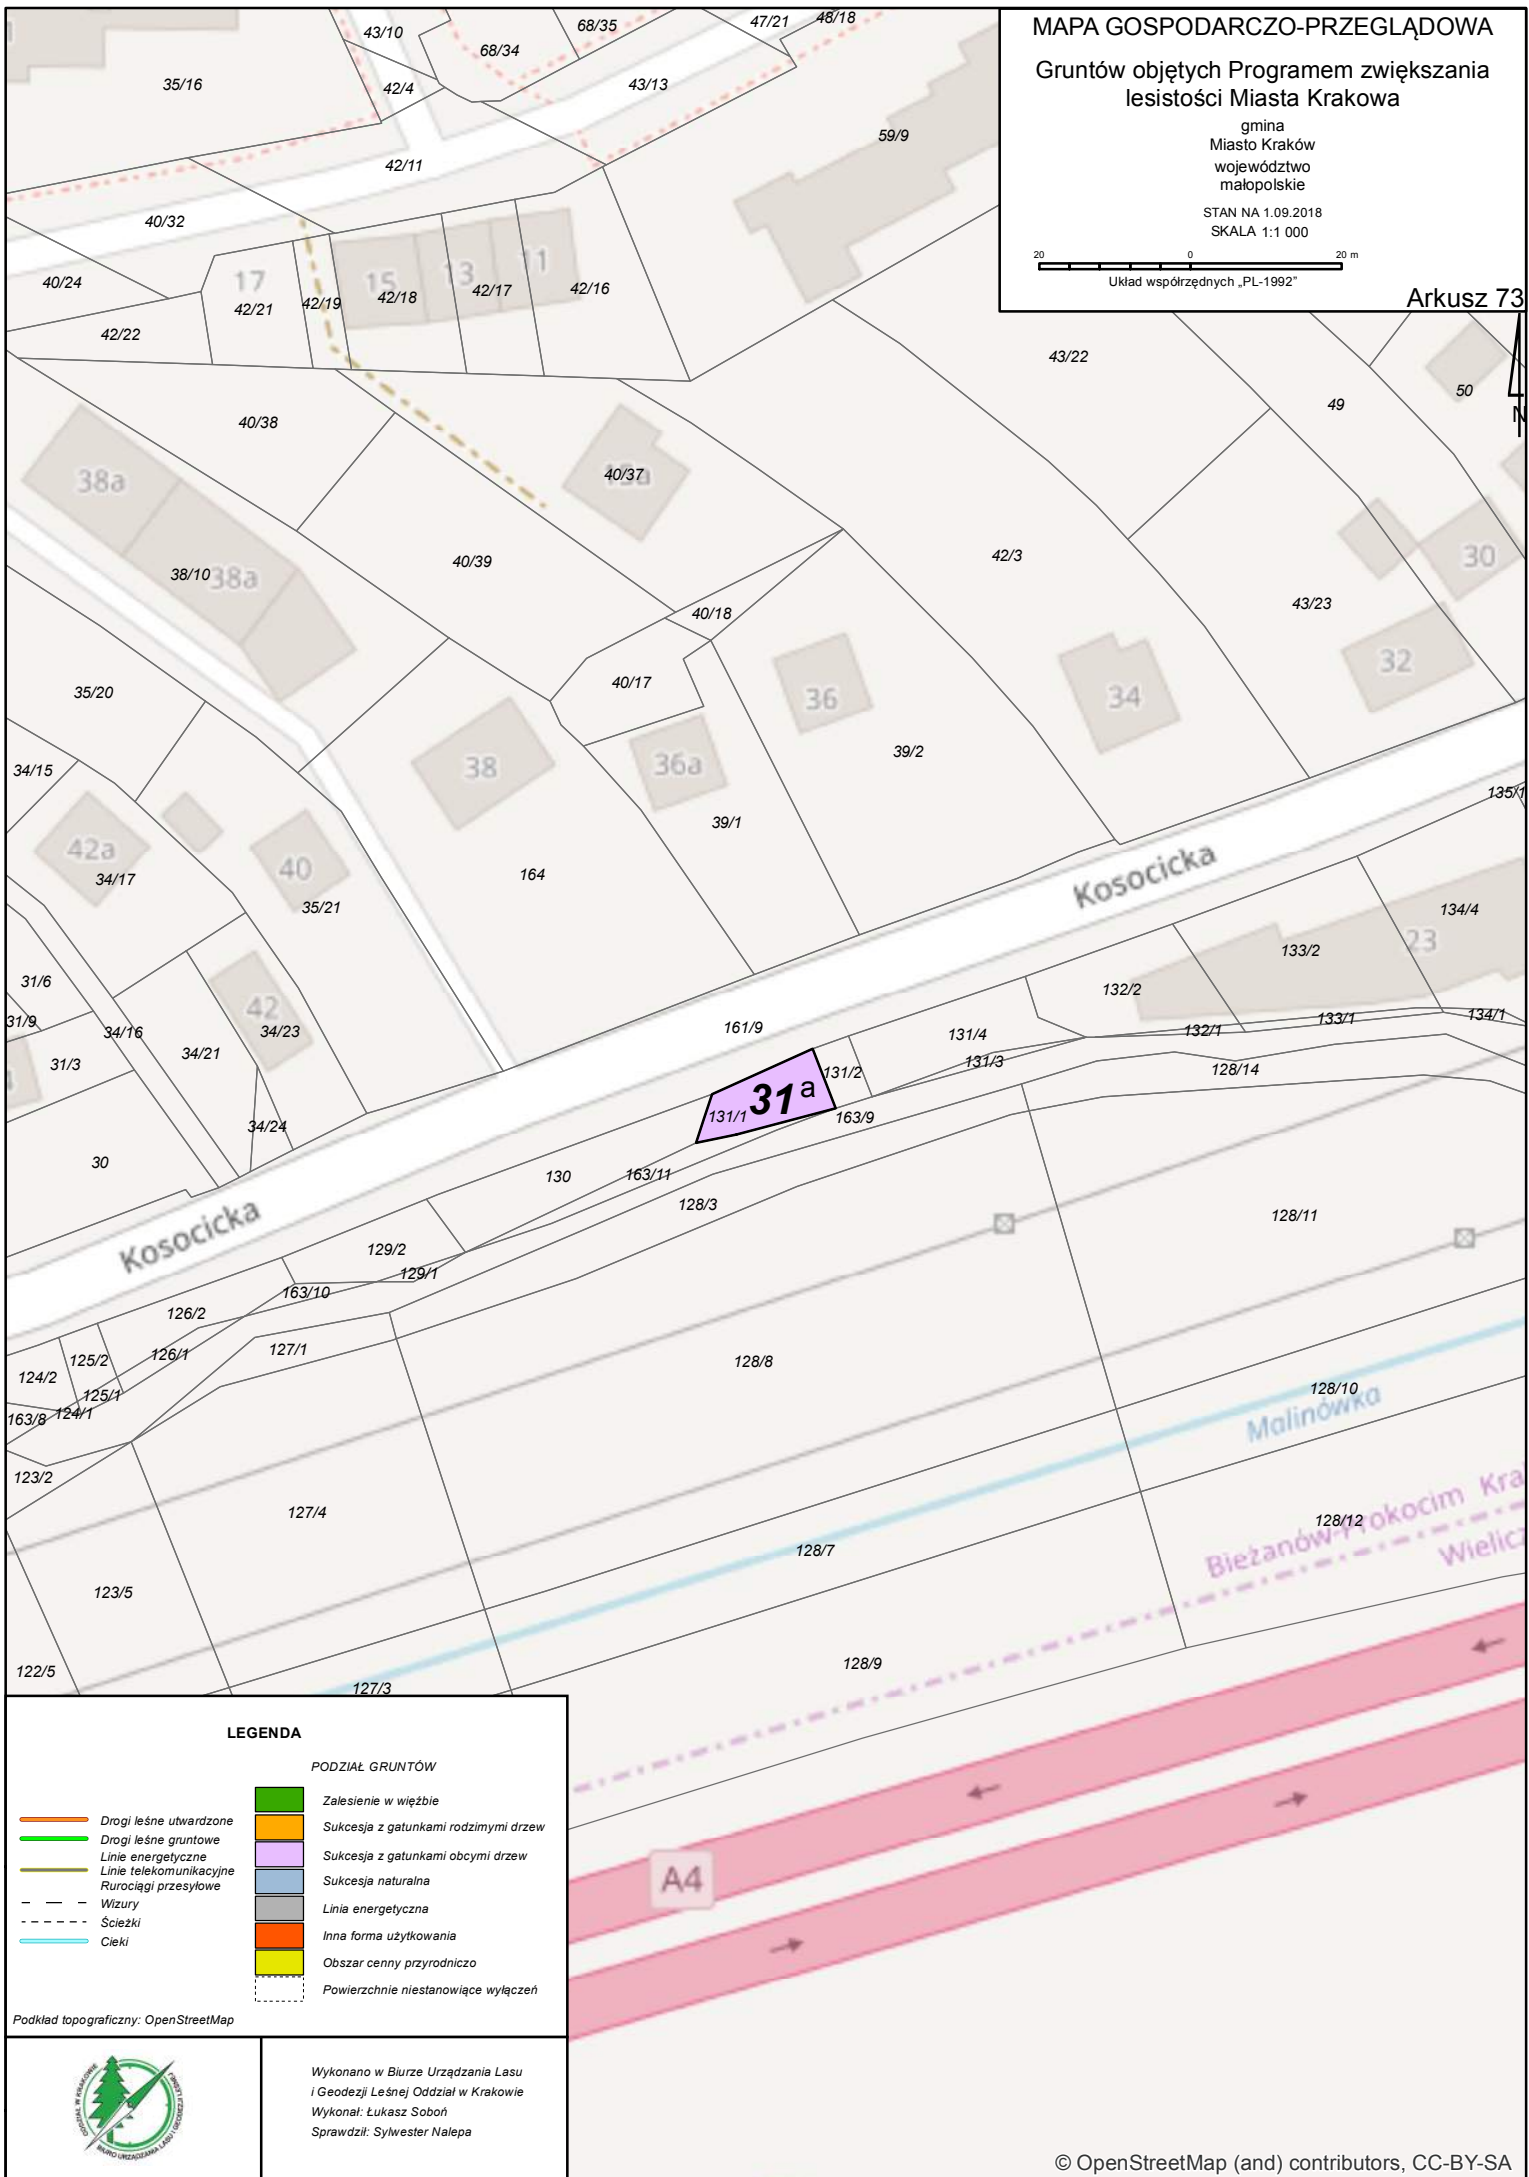 MAPA GOSPODARCZO-PRZEGLĄDOWA
Gruntów objętych Programem zwiększania
lesistości Miasta Krakowa
gmina
Miasto Kraków
województwo
małopolskie
STAN NA 1.09.2018
SKALA 1:1 000
20 0 20 m
Układ współrzędnych „PL-1992”
Arkusz 73
N
43/10
68/34
68/35
47/21
48/18
35/16
42/4
43/13
59/9
42/11
40/32
40/24
17
42/21
42/19
15
42/18
13
42/17
11
42/16
42/22
43/22
49
50
40/38
38a
40/37
38/10
38a
40/39
42/3
30
43/23
40/18
32
35/20
40/17
36
34
34/15
38
36a
39/2
135/1
39/1
42a
34/17
40
35/21
164
Kosocicka
134/4
23
133/2
31/6
31/9
34/16
42
34/23
132/2
31/3
34/21
161/9
131/4
132/1
133/1
134/1
131/3
131/2
128/14
131/1
31 a
163/9
34/24
30
130
163/11
128/3
128/11
Kosocicka
129/2
129/1
163/10
126/2
127/1
126/1
125/2
124/2
125/1
124/1
163/8
128/8
128/10
Malinówka
123/2
127/4
128/12
Bieżanów-Prokocim Kra
Wielicz
128/7
123/5
122/5
127/3
128/9
A4
LEGENDA
PODZIAŁ GRUNTÓW
Drogi leśne utwardzone
Drogi leśne gruntowe
Linie energetyczne
Linie telekomunikacyjne
Rurociągi przesyłowe
Wizury
Ścieżki
Cieki
Zalesienie w więźbie
Sukcesja z gatunkami rodzimymi drzew
Sukcesja z gatunkami obcymi drzew
Sukcesja naturalna
Linia energetyczna
Inna forma użytkowania
Obszar cenny przyrodniczo
Powierzchnie niestanowiące wyłączeń
Podkład topograficzny: OpenStreetMap
ODDZIAŁ W KRAKOWIE
BIURO URZĄDZANIA LASU I GEODEZJI LEŚNEJ
Wykonano w Biurze Urządzania Lasu
i Geodezji Leśnej Oddział w Krakowie
Wykonał: Łukasz Soboń
Sprawdził: Sylwester Nalepa
© OpenStreetMap (and) contributors, CC-BY-SA